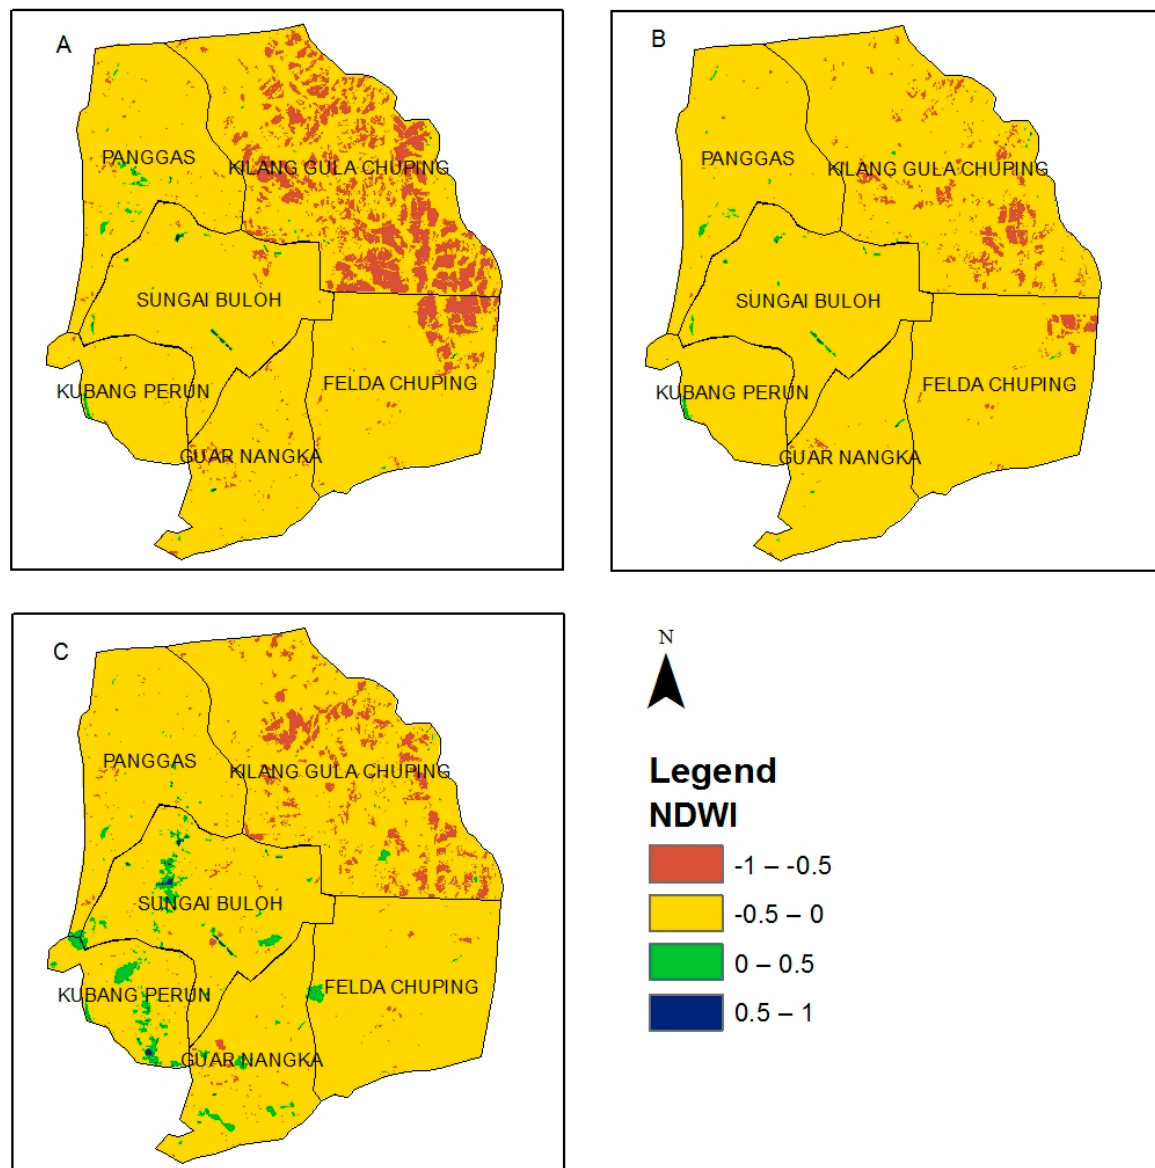 A
PANGGAS
KILANG GULA CHUPING
SUNGAI BULOH
KUBANG PERUN
FELDA CHUPING
GUAR NANGKA
B
PANGGAS
KILANG GULA CHUPING
SUNGAI BULOH
KUBANG PERUN
FELDA CHUPING
GUAR NANGKA
C
PANGGAS
KILANG GULA CHUPING
SUNGAI BULOH
KUBANG PERUN
FELDA CHUPING
GUAR NANGKA
N
Legend
NDWI
-1 – -0.5
-0.5 – 0
0 – 0.5
0.5 – 1